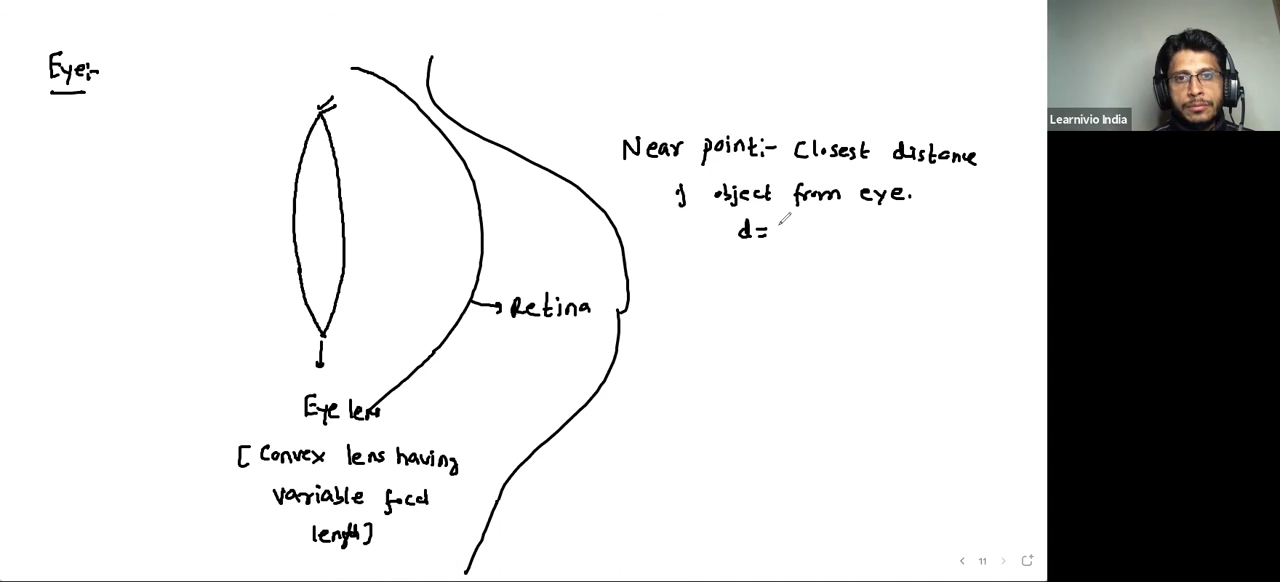 Eye:-
Near point:- Closest distance
of object from eye.
d=
Retina
Eye lens
[Convex lens having
variable focal
length]
Learnivio India
11